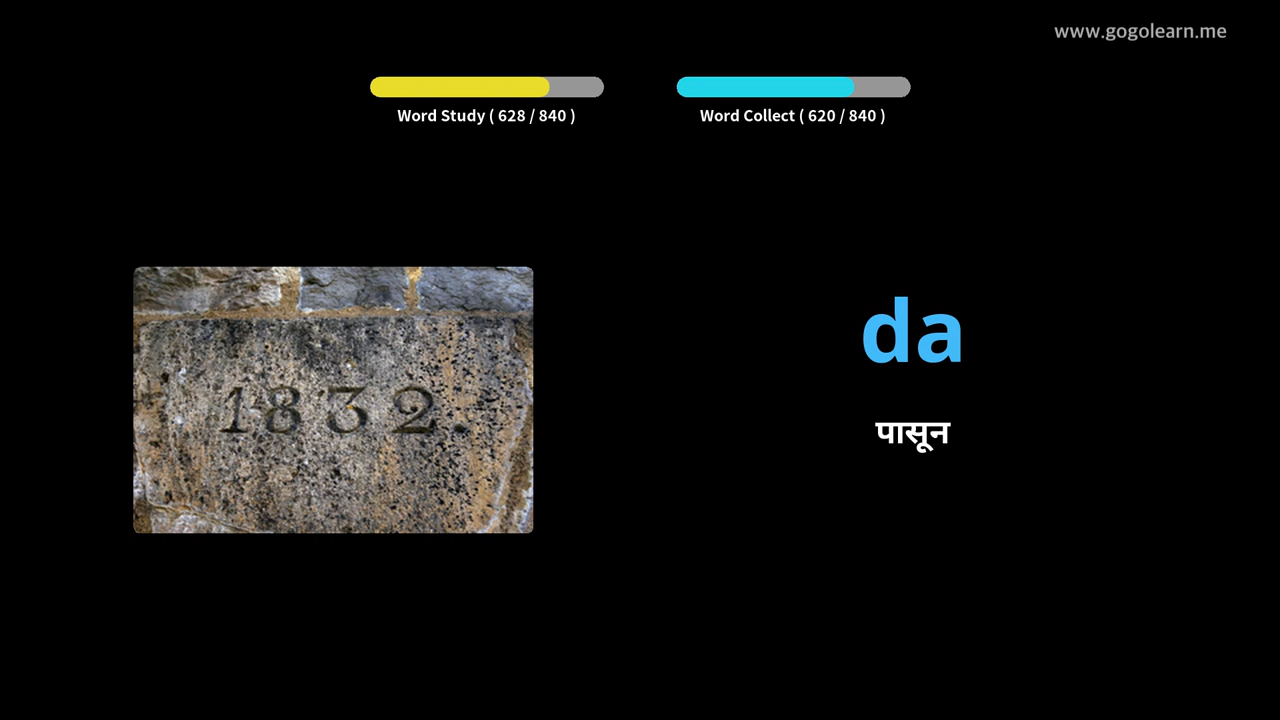 www.gogolearn.me
Word Study ( 628 / 840 )
Word Collect ( 620 / 840 )
1832.
da
पासून